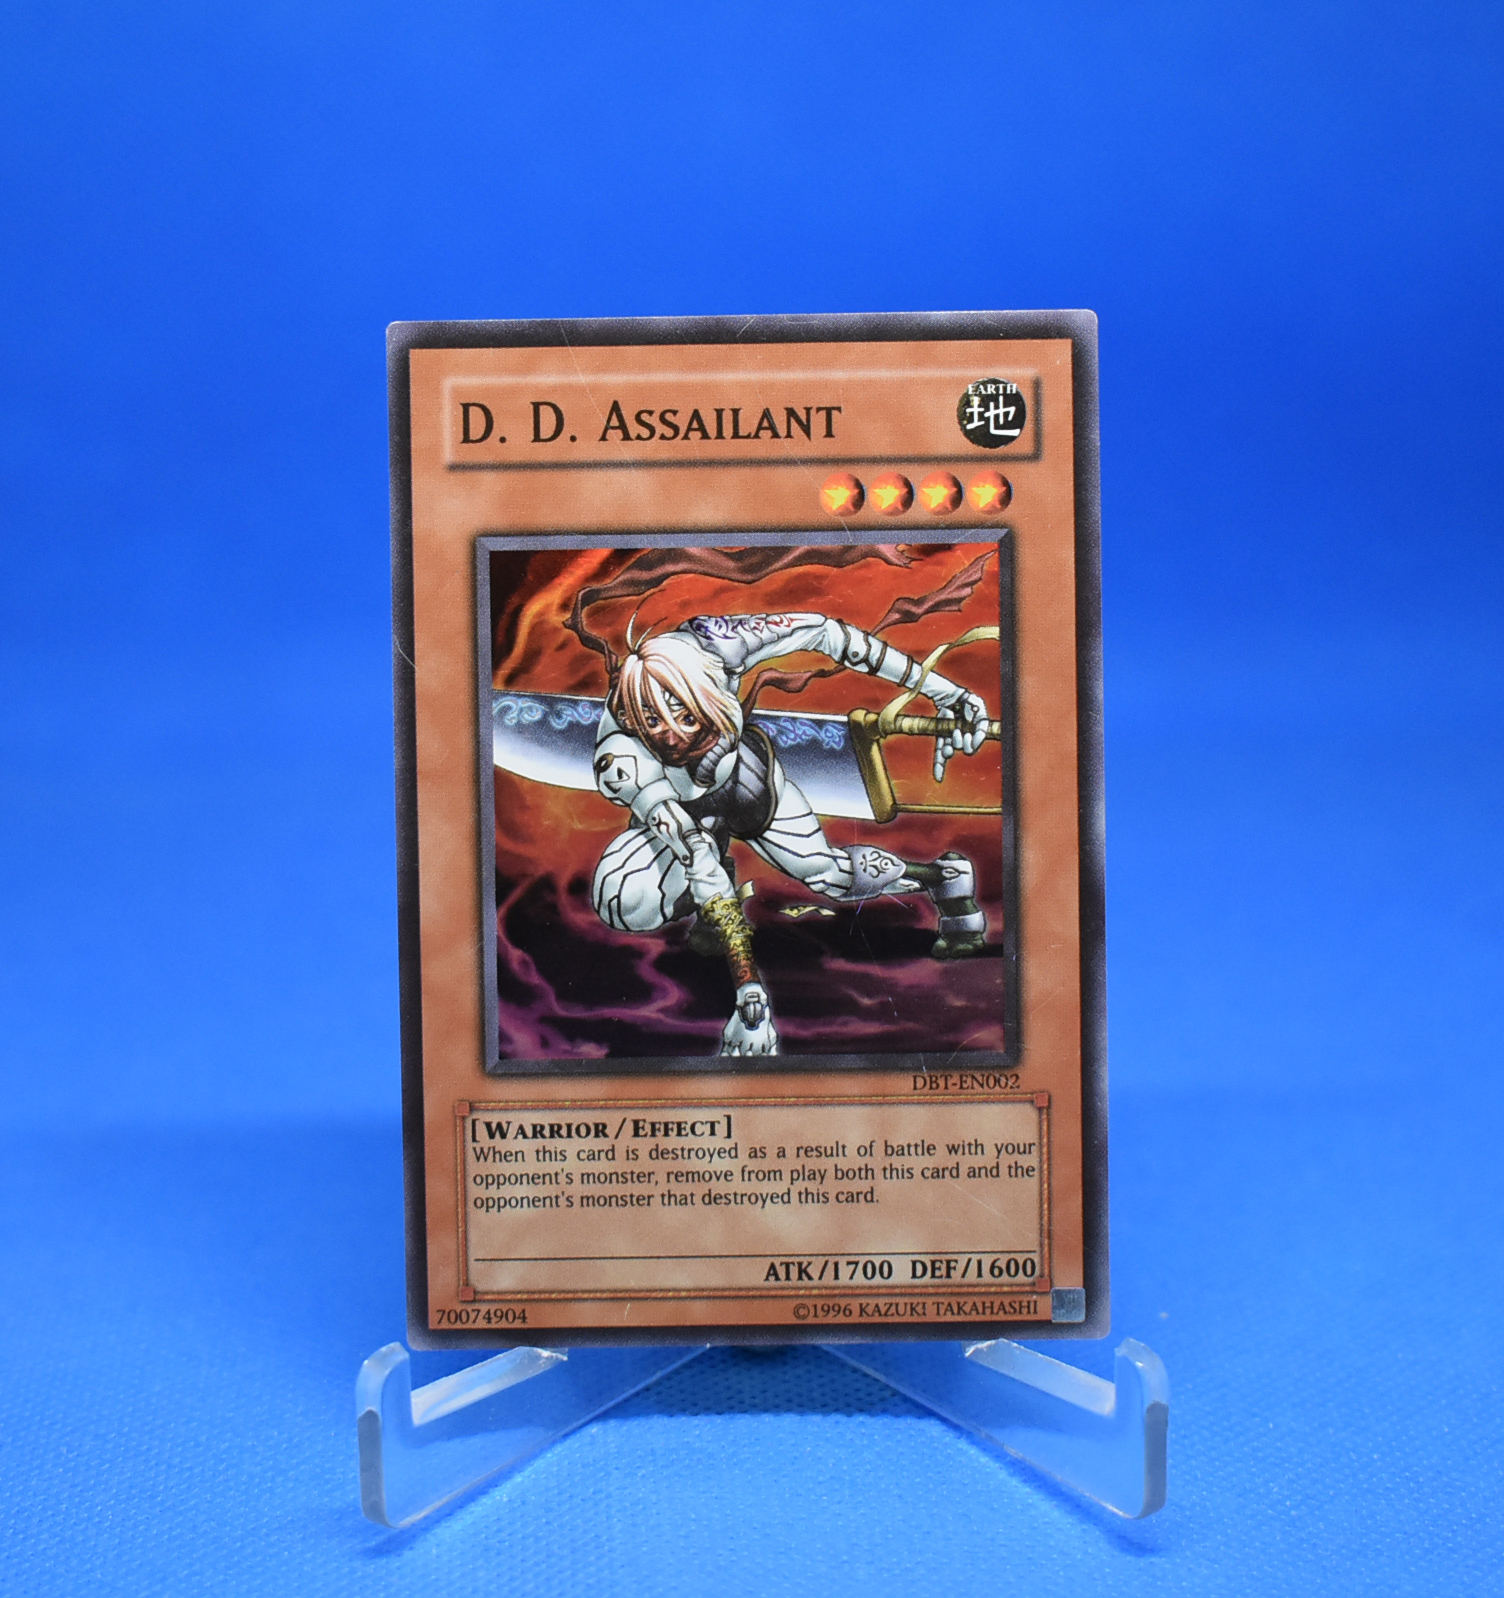 D. D. ASSAILANT
EARTH
地
DBT-EN002
[WARRIOR/EFFECT]
When this card is destroyed as a result of battle with your
opponent's monster, remove from play both this card and the
opponent's monster that destroyed this card.
ATK/1700 DEF/1600
70074904
©1996 KAZUKI TAKAHASHI